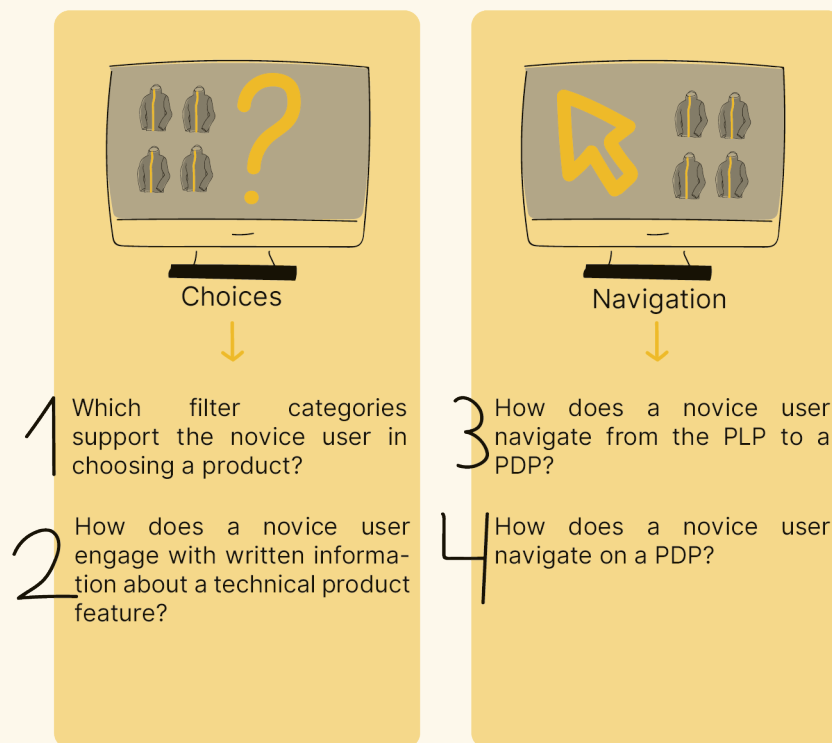 Choices
1
Which filter categories
support the novice user in
choosing a product?
2
How does a novice user
engage with written informa-
tion about a technical product
feature?
Navigation
3
How does a novice user
navigate from the PLP to a
PDP?
4
How does a novice user
navigate on a PDP?